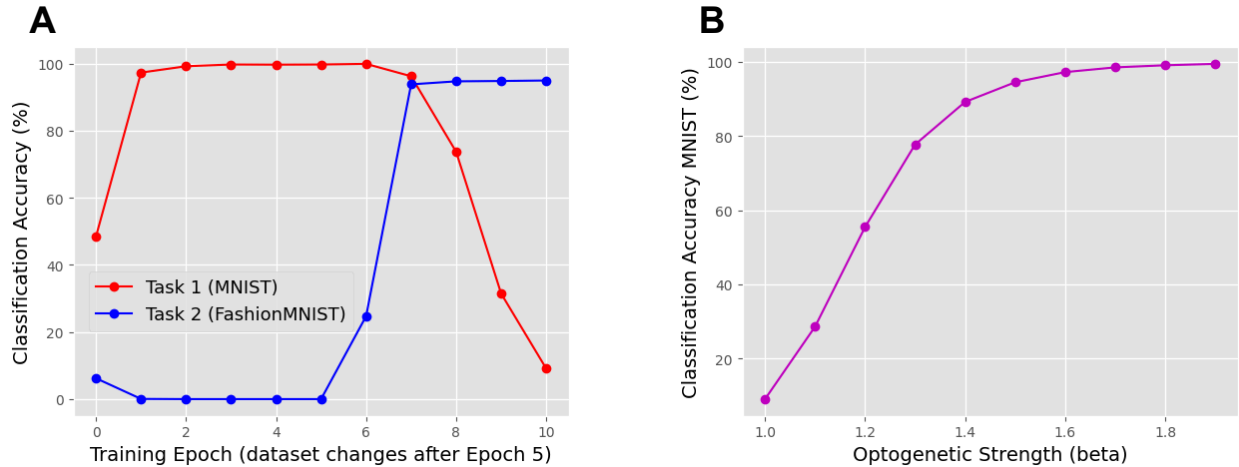 A
Classification Accuracy (%)
100
80
60
40
20
0
Task 1 (MNIST)
Task 2 (FashionMNIST)
0 2 4 6 8 10
Training Epoch (dataset changes after Epoch 5)
B
Classification Accuracy MNIST (%)
100
80
60
40
20
1.0 1.2 1.4 1.6 1.8
Optogenetic Strength (beta)